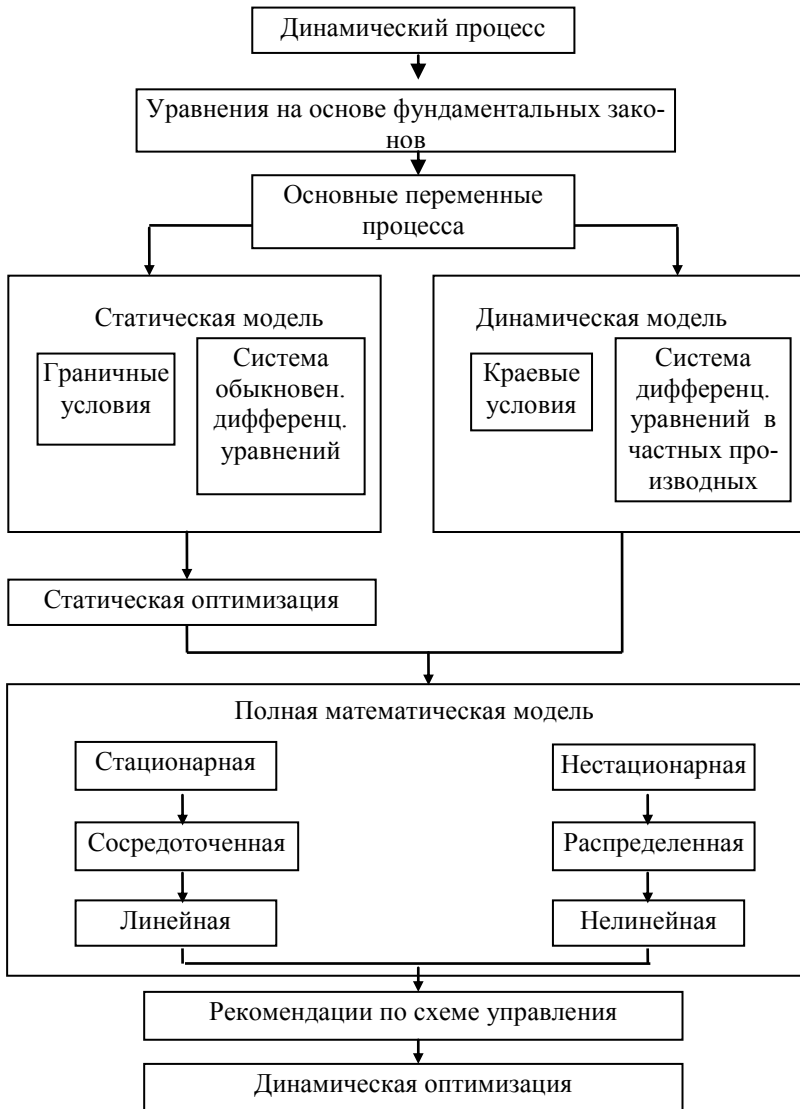 Динамический процесс
Уравнения на основе фундаментальных зако-
нов
Основные переменные
процесса
Статическая модель
Граничные
условия
Система
обыкновен.
дифференц.
уравнений
Динамическая модель
Краевые
условия
Система
дифференц.
уравнений в
частных про-
изводных
Статическая оптимизация
Полная математическая модель
Стационарная
Нестационарная
Сосредоточенная
Распределенная
Линейная
Нелинейная
Рекомендации по схеме управления
Динамическая оптимизация